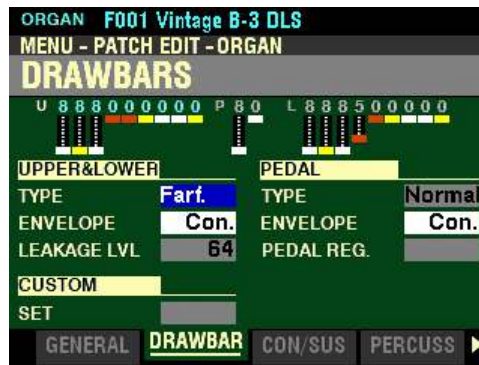 ORGAN F001 Vintage B-3 DLS
MENU - PATCH EDIT - ORGAN
DRAWBARS
U 888000000 P 80 L 888500000
UPPER&LOWER PEDAL
TYPE Farf. TYPE Normal
ENVELOPE Con. ENVELOPE Con.
LEAKAGE LVL 64 PEDAL REG.
CUSTOM
SET
GENERAL DRAWBAR CON/SUS PERCUSS